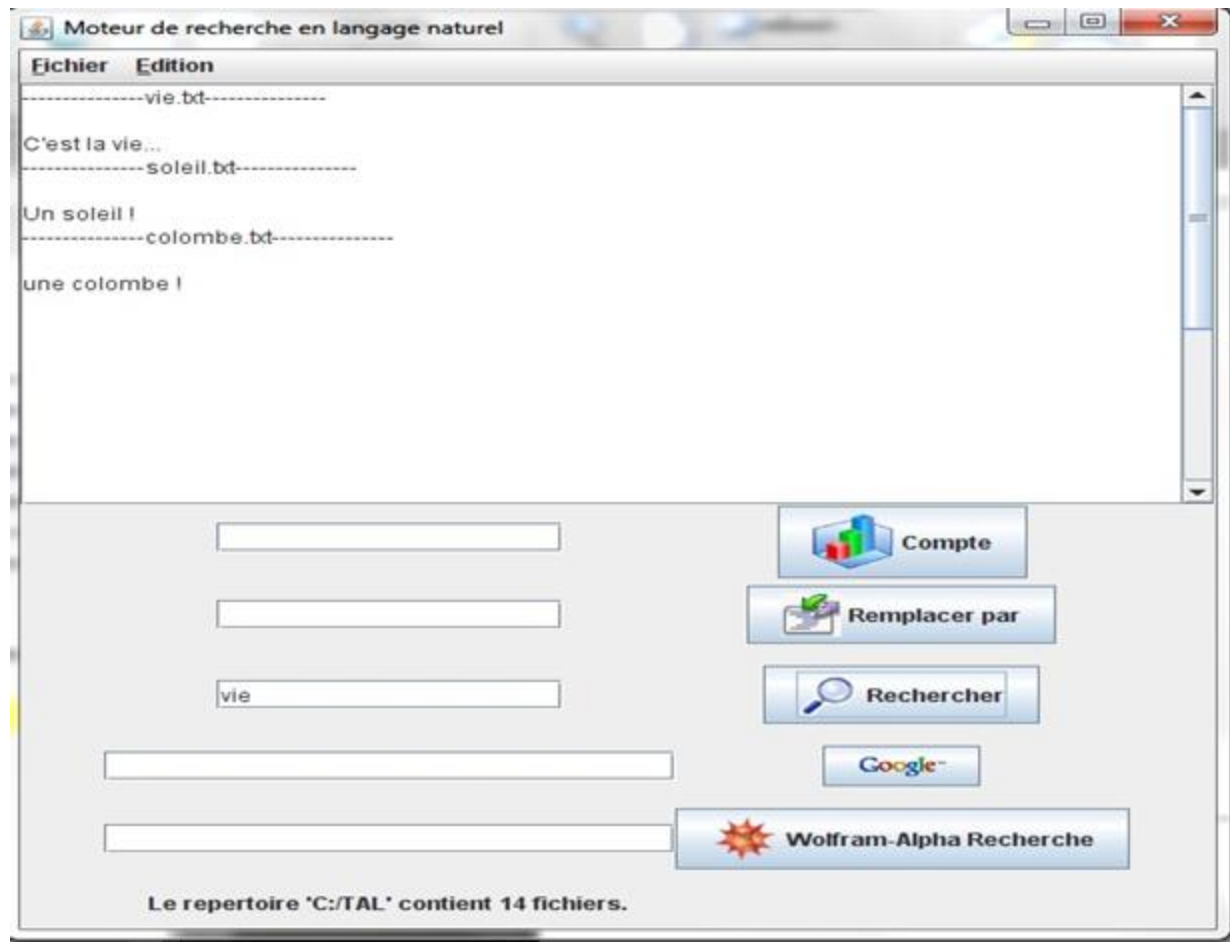 Moteur de recherche en langage naturel
Fichier Edition
---------------vie.txt---------------
C'est la vie...
---------------soleil.txt---------------
Un soleil !
---------------colombe.txt---------------
une colombe !
Compte
Remplacer par
vie
Rechercher
Google™
Wolfram-Alpha Recherche
Le repertoire 'C:/TAL' contient 14 fichiers.